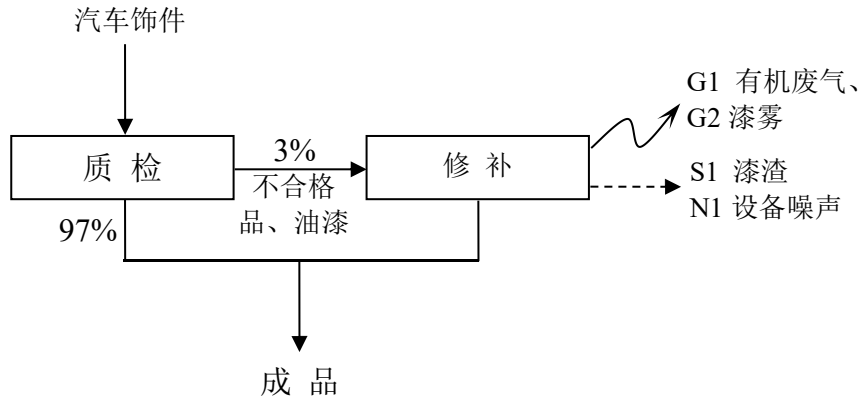 汽车饰件
G1 有机废气、
G2 漆雾
质 检
3%
修 补
不合格
品、油漆
S1 漆渣
N1 设备噪声
97%
成 品